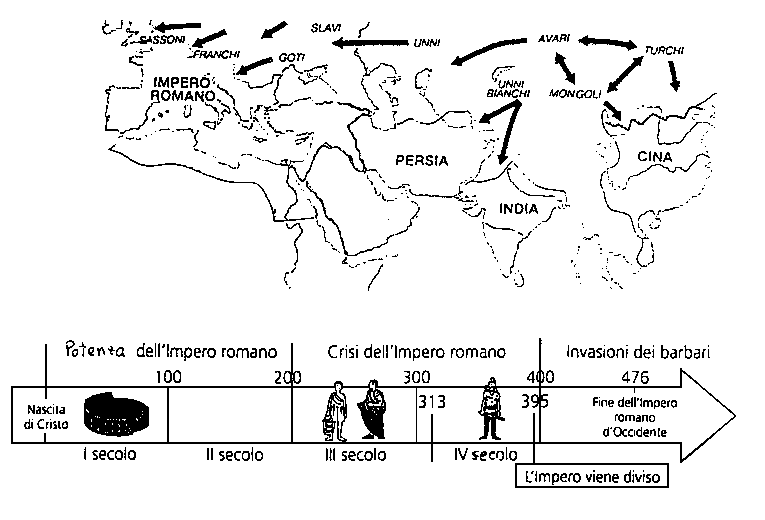 SASSONI
FRANCHI
SLAVI
GOTI
UNNI
AVARI
TURCHI
IMPERO
ROMANO
UNNI
BIANCHI
MONGOLI
PERSIA
INDIA
CINA
Potenza dell'Impero romano
Crisi dell'Impero romano
Invasioni dei barbari
100
200
300
400
476
Nascita
di Cristo
313
395
Fine dell'Impero
romano
d'Occidente
I secolo
II secolo
III secolo
IV secolo
L'Impero viene diviso